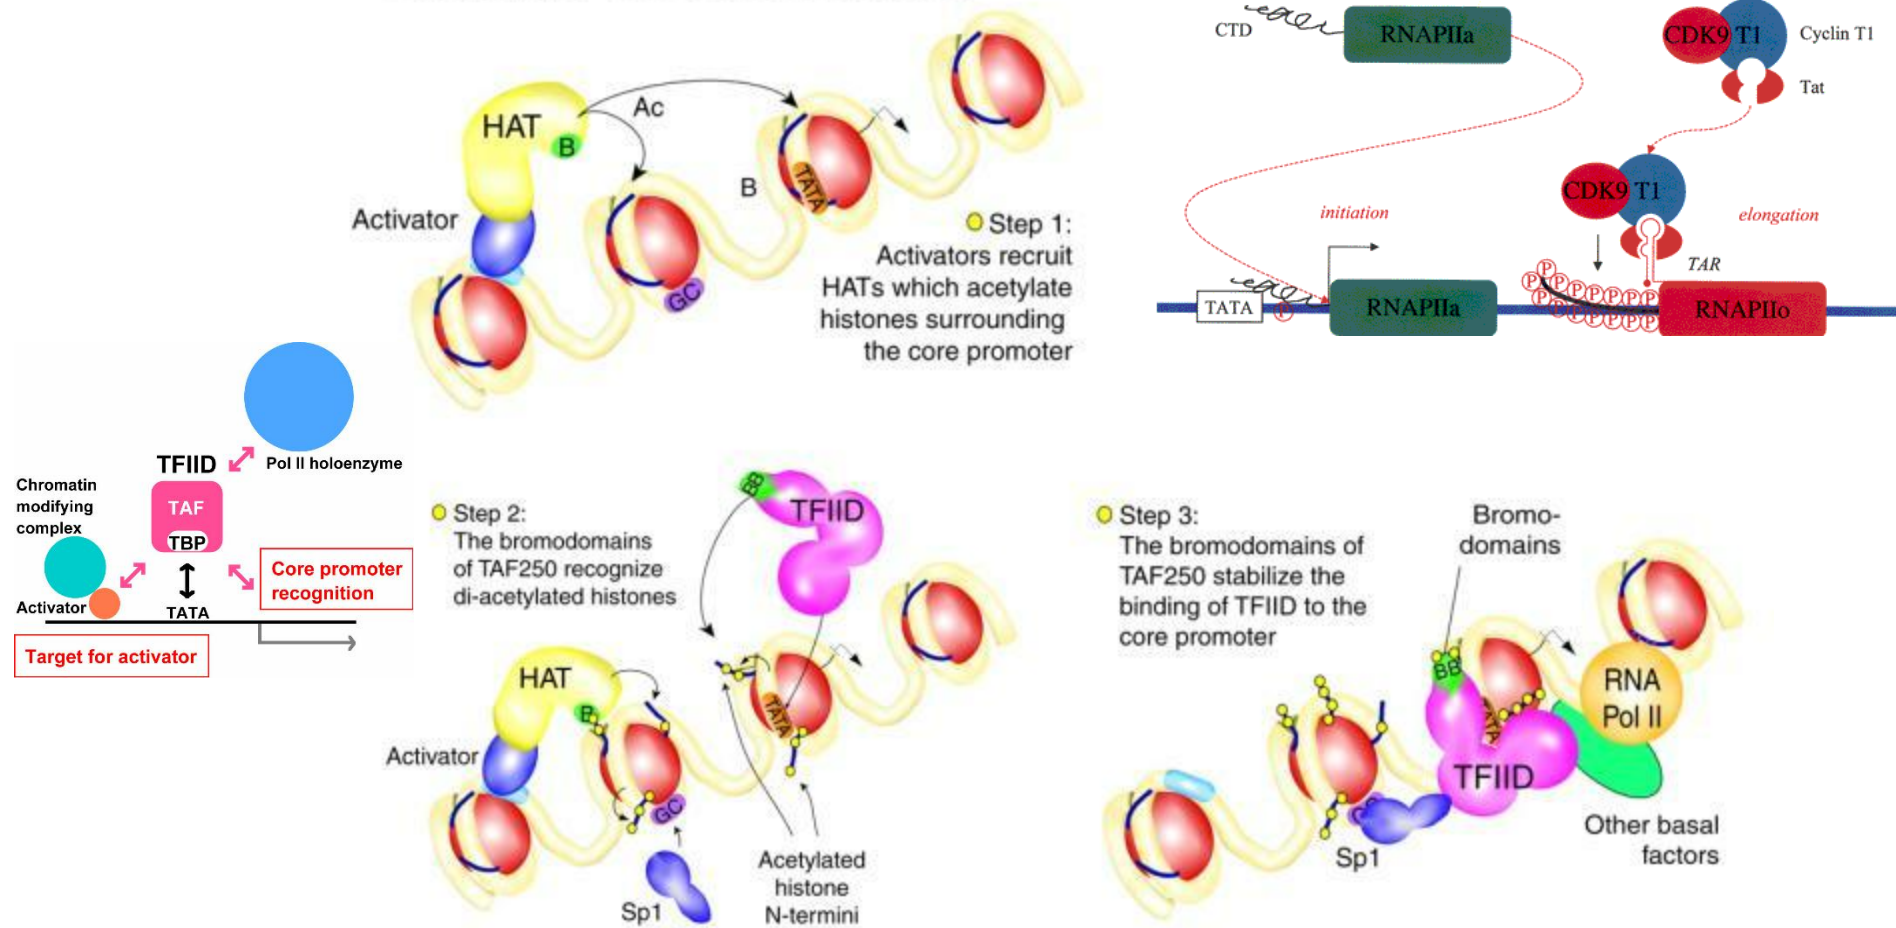 HAT
B
Ac
B
TATA
Activator
GC
Step 1:
Activators recruit
HATs which acetylate
histones surrounding
the core promoter
CTD
RNAPIIa
CDK9 T1
Cyclin T1
Tat
CDK9 T1
initiation
elongation
TAR
TATA
P
RNAPIIa
P
P
P P P P P P P
P P P P P P P
RNAPIIo
TFIID
Pol II holoenzyme
Chromatin
modifying
complex
TAF
TBP
Core promoter
recognition
Activator
TATA
Target for activator
Step 2:
The bromodomains
of TAF250 recognize
di-acetylated histones
BB
TFIID
HAT
B
TATA
Activator
GC
Sp1
Acetylated
histone
N-termini
Step 3:
The bromodomains of
TAF250 stabilize the
binding of TFIID to the
core promoter
Bromo-
domains
BB
RNA
Pol II
TFIID
Sp1
Other basal
factors